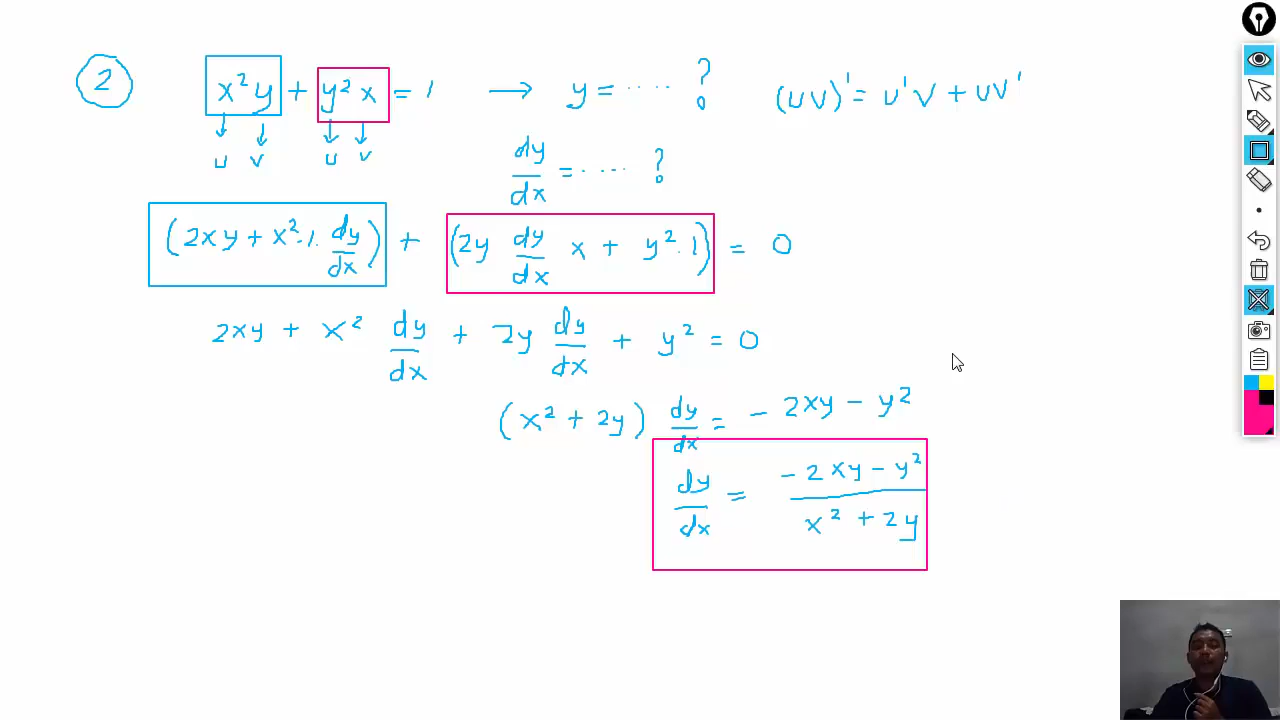 2 x²y + y²x = 1 → y = ..... ? (uv)' = u'v + uv'
u v u v
dy/dx = ..... ?
(2xy + x²·1·dy/dx) + (2y dy/dx x + y²·1) = 0
2xy + x² dy/dx + 2y dy/dx + y² = 0
(x² + 2y) dy/dx = -2xy - y²
dy/dx = (-2xy - y²)/(x² + 2y)